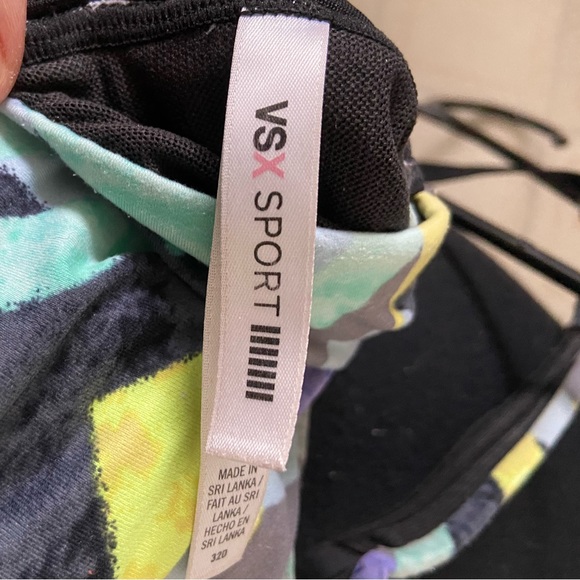 VSX SPORT
MADE IN
SRI LANKA /
FAIT AU SRI
LANKA /
HECHO EN
SRI LANKA
32D